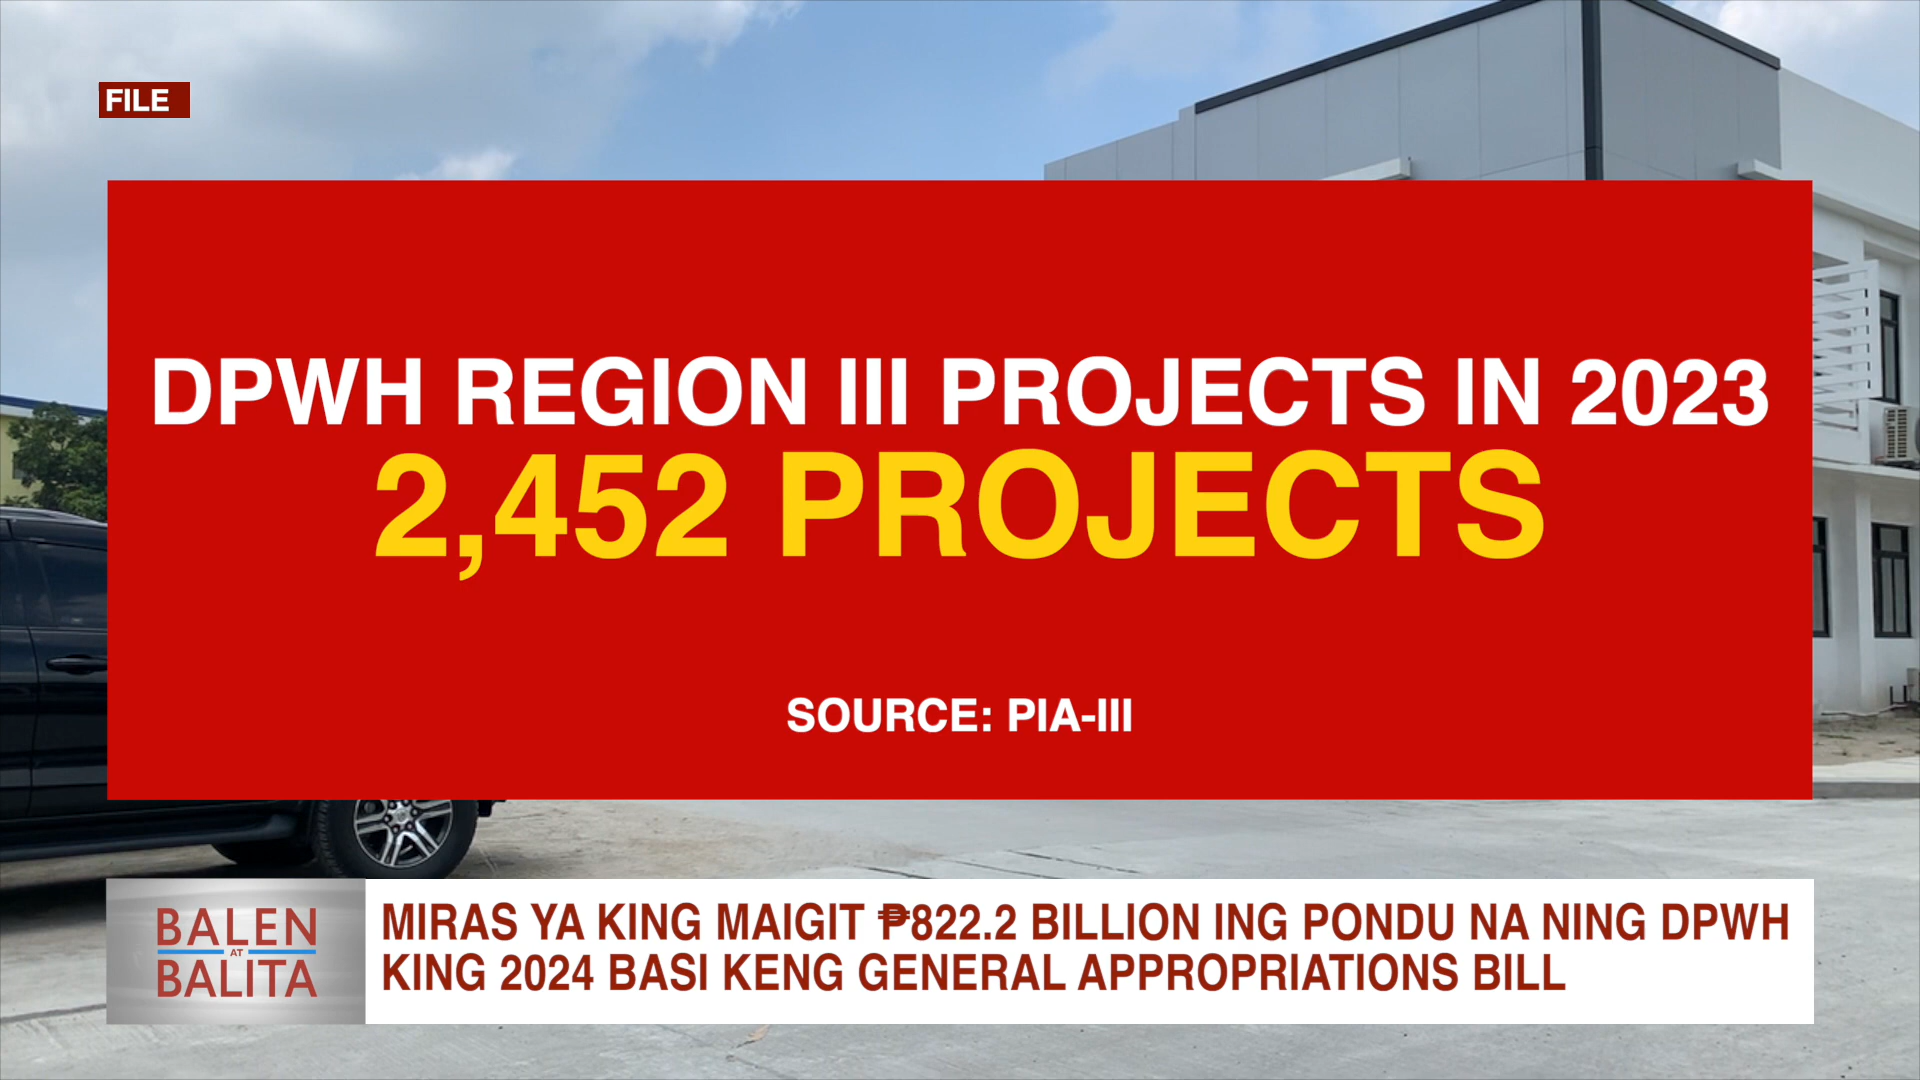 FILE
DPWH REGION III PROJECTS IN 2023
2,452 PROJECTS
SOURCE: PIA-III
BALEN
AT
BALITA
MIRAS YA KING MAIGIT ₱822.2 BILLION ING PONDU NA NING DPWH
KING 2024 BASI KENG GENERAL APPROPRIATIONS BILL